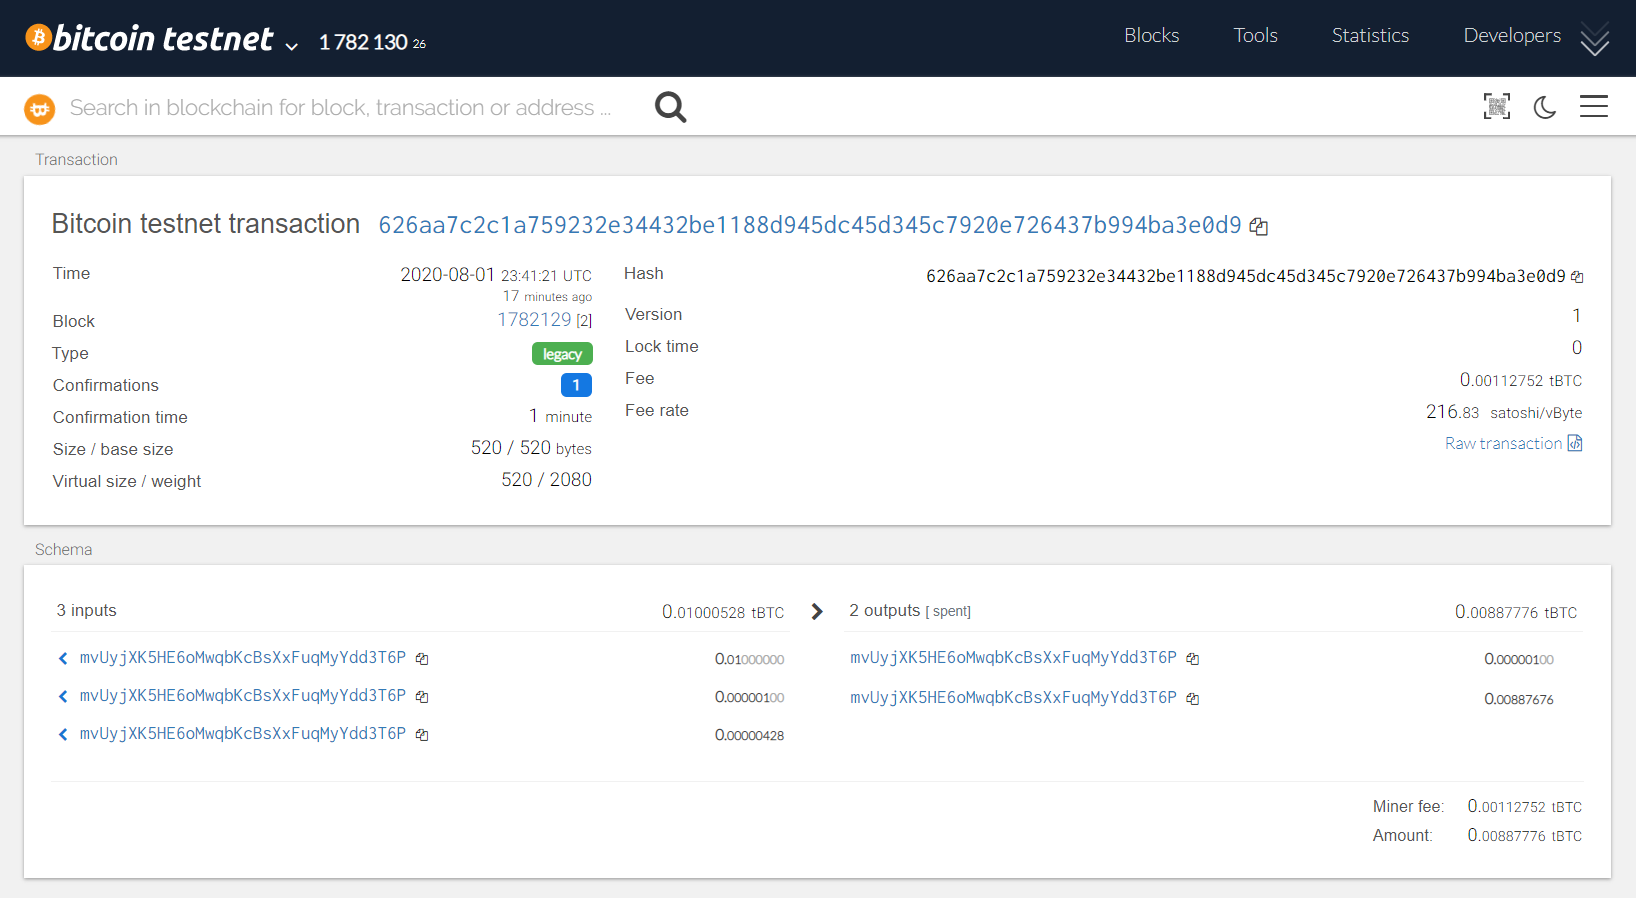 bitcoin testnet 1 782 130 26 Blocks Tools Statistics Developers
Search in blockchain for block, transaction or address ...
Transaction
Bitcoin testnet transaction 626aa7c2c1a759232e34432be1188d945dc45d345c7920e726437b994ba3e0d9
Time 2020-08-01 23:41:21 UTC
17 minutes ago
Block 1782129 [2]
Type legacy
Confirmations 1
Confirmation time 1 minute
Size / base size 520 / 520 bytes
Virtual size / weight 520 / 2080
Hash 626aa7c2c1a759232e34432be1188d945dc45d345c7920e726437b994ba3e0d9
Version 1
Lock time 0
Fee 0.00112752 tBTC
Fee rate 216.83 satoshi/vByte
Raw transaction
Schema
3 inputs 0.01000528 tBTC
mvUyjXK5HE6oMwqbKcBsXxFuqMyYdd3T6P 0.01000000
mvUyjXK5HE6oMwqbKcBsXxFuqMyYdd3T6P 0.00000100
mvUyjXK5HE6oMwqbKcBsXxFuqMyYdd3T6P 0.00000428
2 outputs [ spent] 0.00887776 tBTC
mvUyjXK5HE6oMwqbKcBsXxFuqMyYdd3T6P 0.00000100
mvUyjXK5HE6oMwqbKcBsXxFuqMyYdd3T6P 0.00887676
Miner fee: 0.00112752 tBTC
Amount: 0.00887776 tBTC